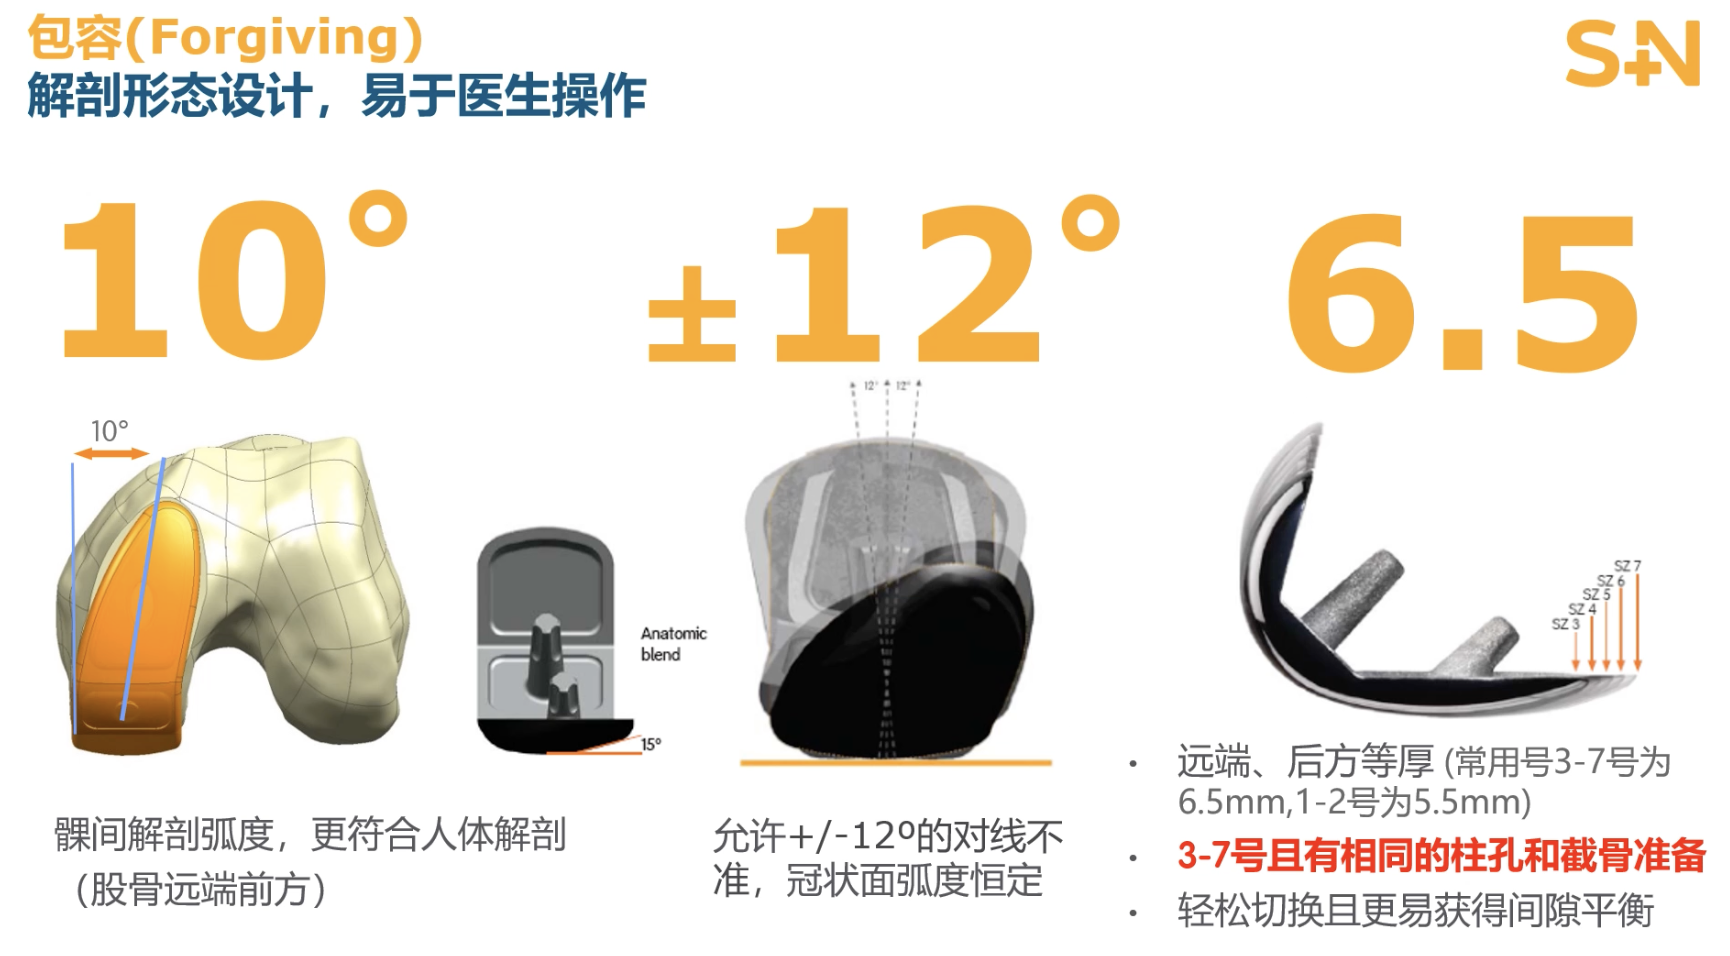 包容(Forgiving)
S+N
解剖形态设计，易于医生操作
10°
±12°
6.5
10°
Anatomic
blend
15°
髁间解剖弧度，更符合人体解剖
（股骨远端前方）
12° 12°
允许+/-12º的对线不
准，冠状面弧度恒定
SZ 7
SZ 6
SZ 5
SZ 4
SZ 3
• 远端、后方等厚 (常用号3-7号为
6.5mm,1-2号为5.5mm)
• 3-7号且有相同的柱孔和截骨准备
• 轻松切换且更易获得间隙平衡